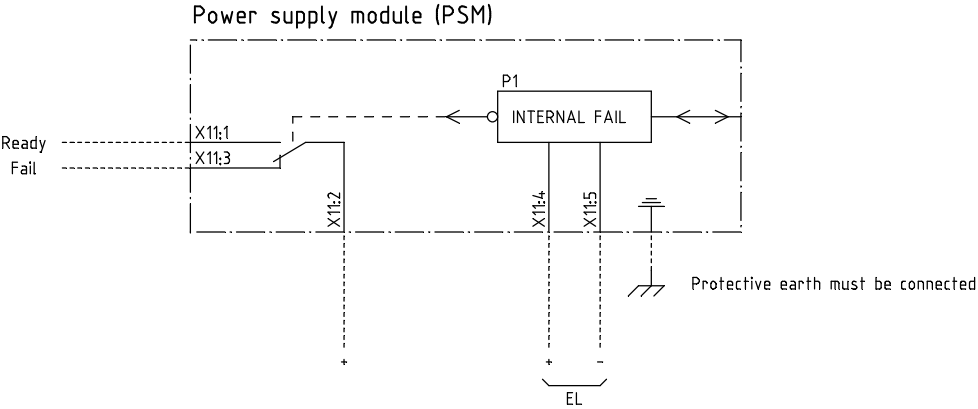 Power supply module (PSM)
P1
INTERNAL FAIL
X11:1
Ready
X11:3
Fail
X11:2
X11:4
X11:5
Protective earth must be connected
+
+
-
EL